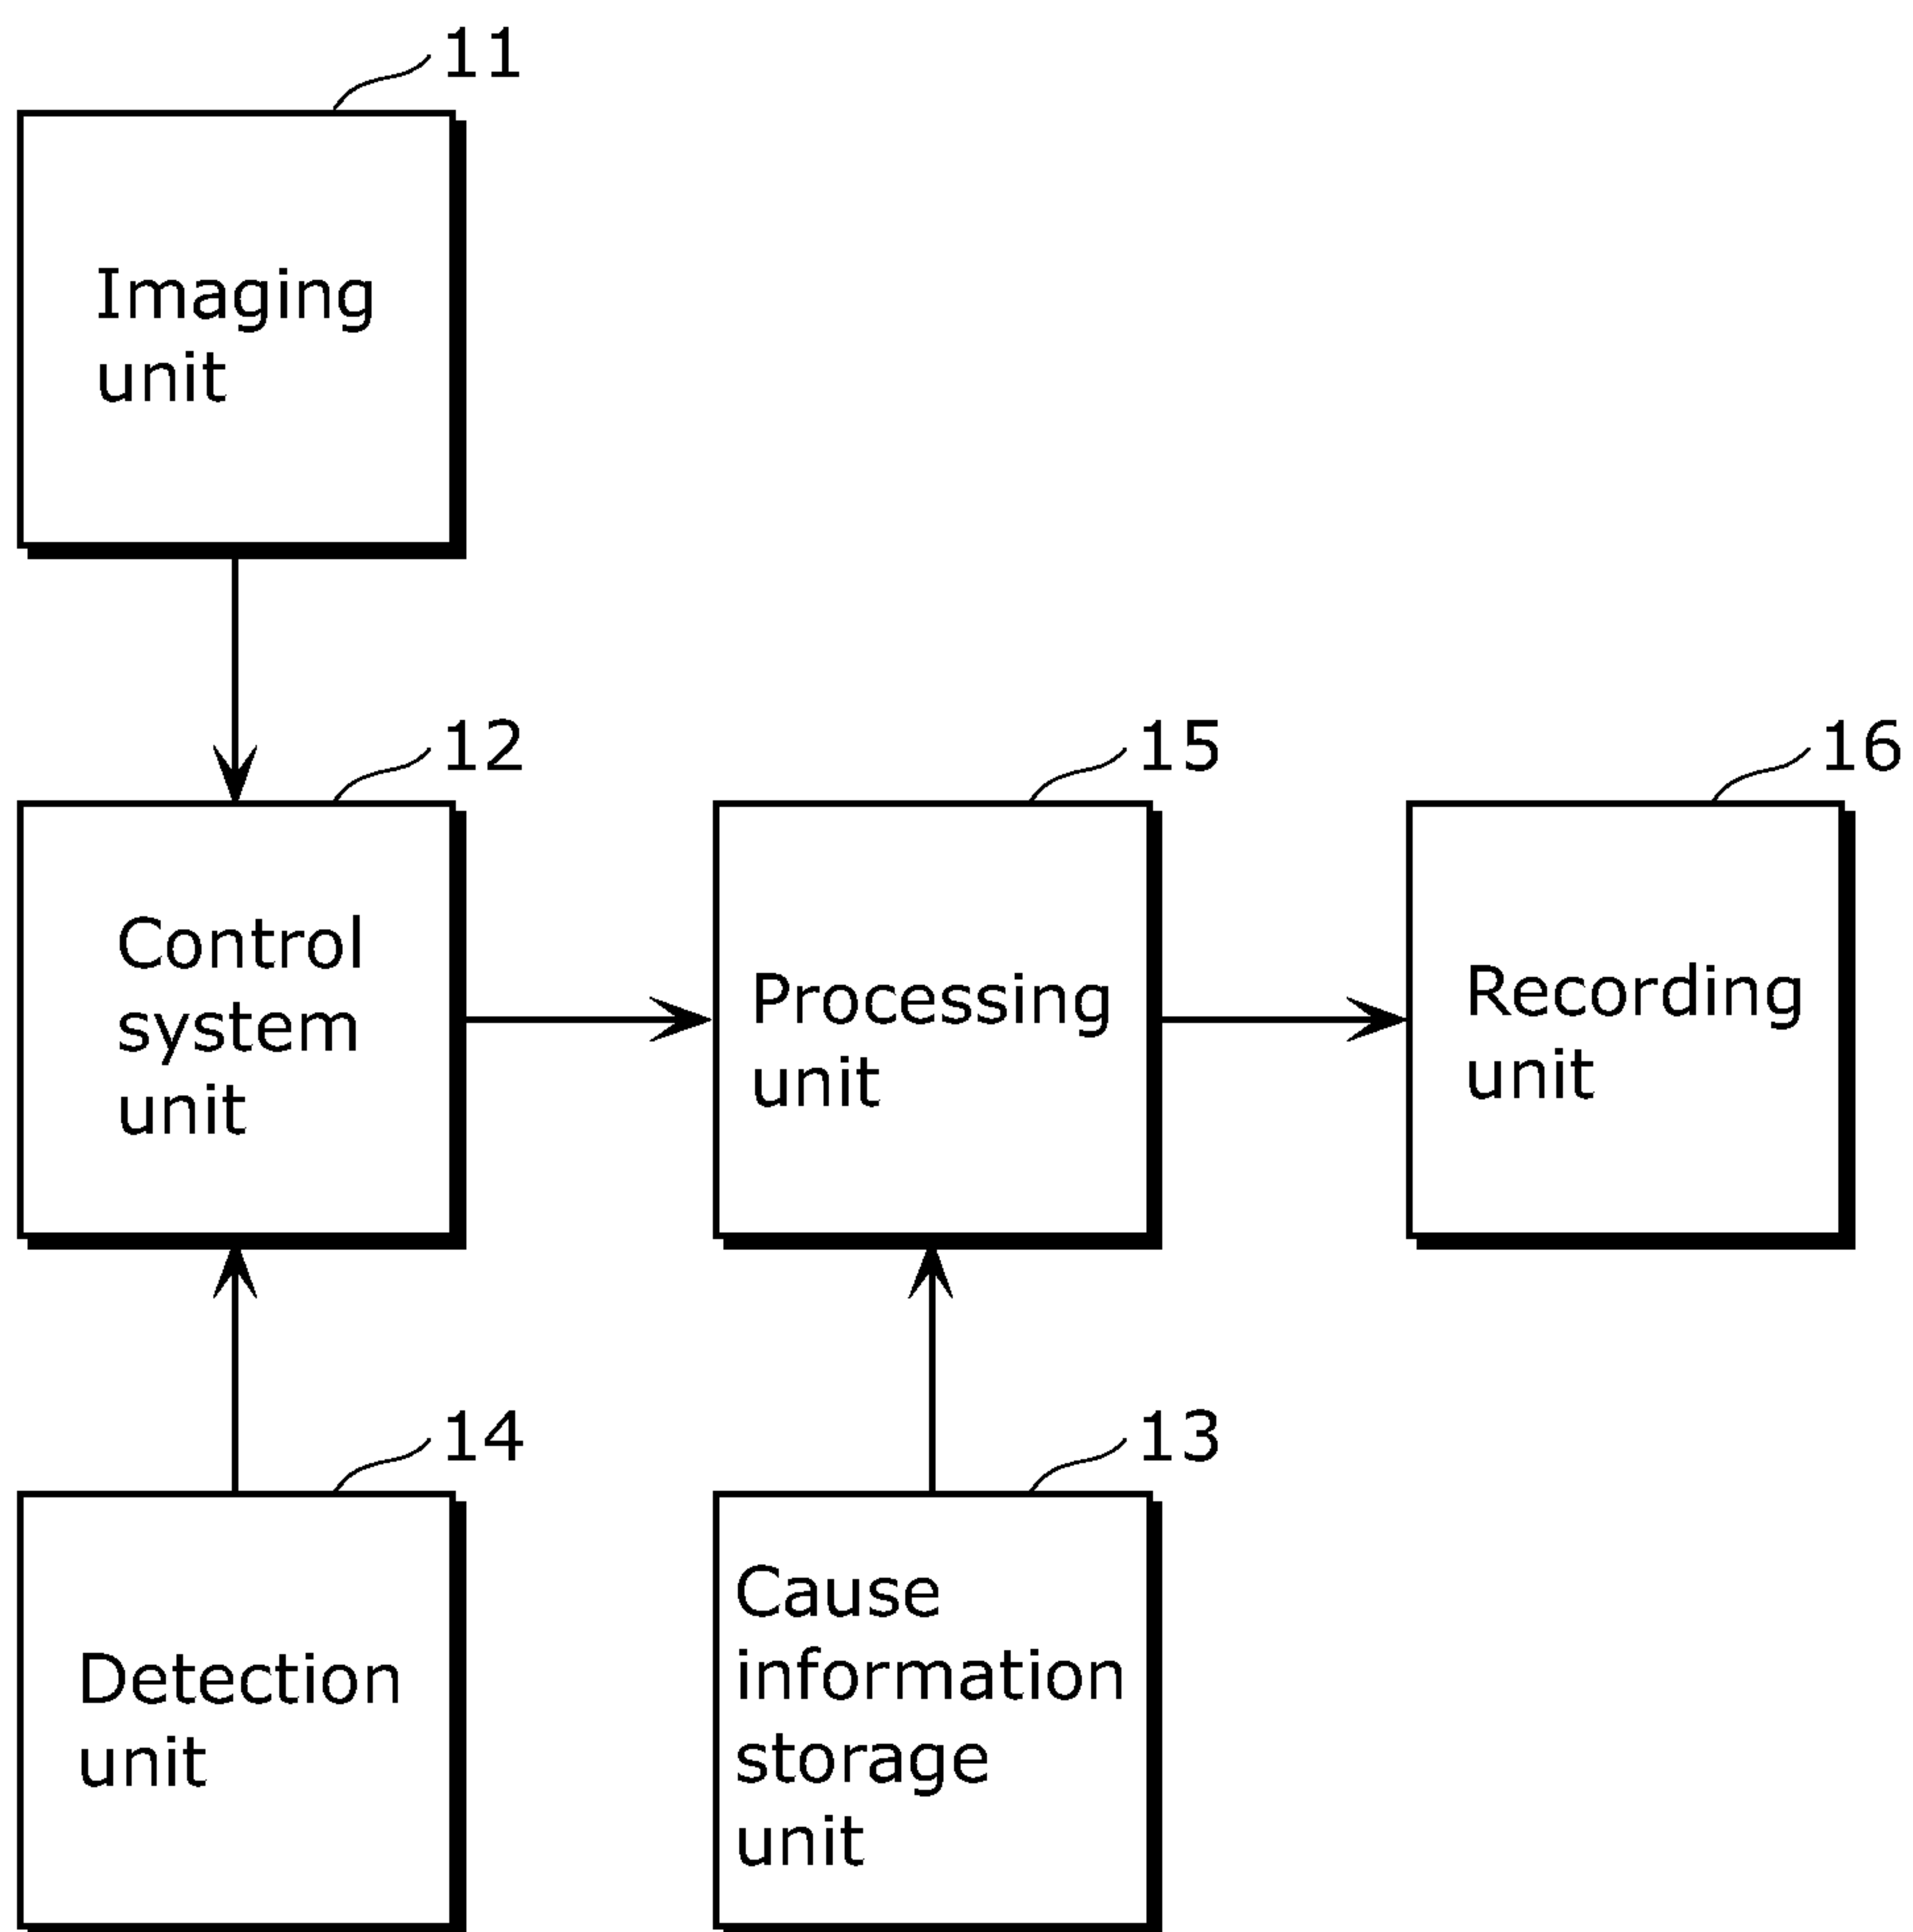 11
Imaging
unit
12
Control
system
unit
15
Processing
unit
16
Recording
unit
14
Detection
unit
13
Cause
information
storage
unit